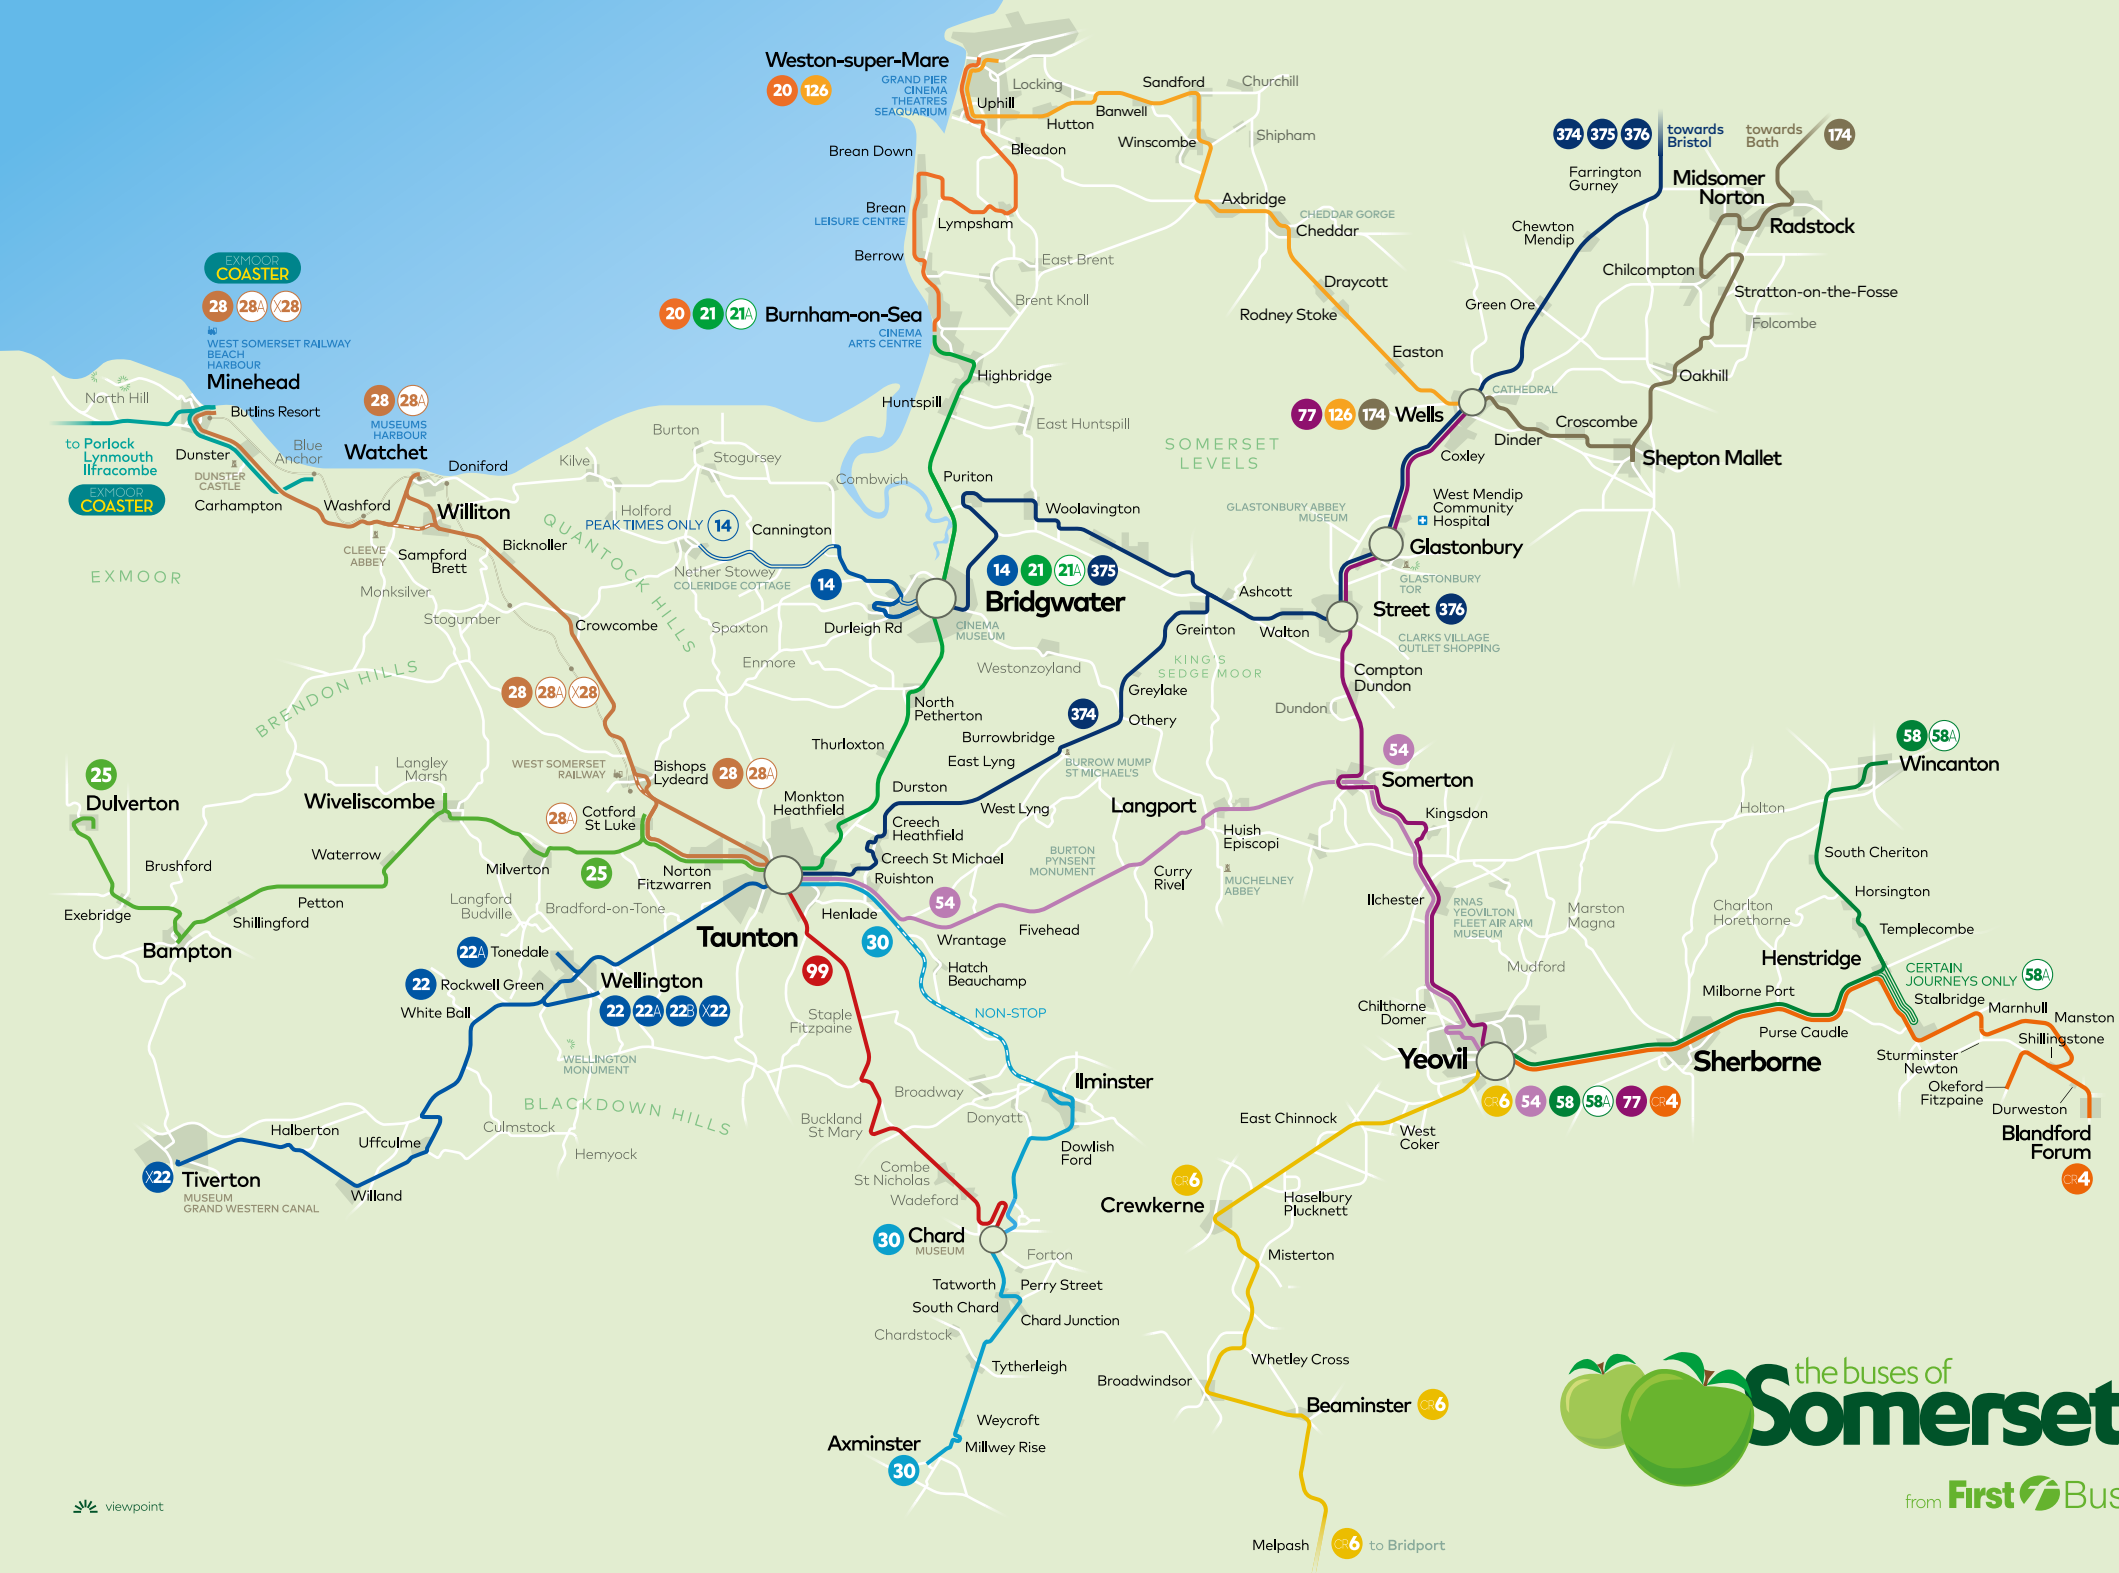 Weston-super-Mare
20 126
GRAND PIER
CINEMA
THEATRES
SEAQUARIUM
Uphill
Locking
Hutton
Banwell
Sandford
Churchill
Winscombe
Shipham
Bleadon
Brean Down
Brean
LEISURE CENTRE
Lympsham
Berrow
East Brent
Brent Knoll
Axbridge
CHEDDAR GORGE
Cheddar
Draycott
Rodney Stoke
Easton
374 375 376
towards
Bristol
towards
Bath
174
Farrington
Gurney
Midsomer
Norton
Radstock
Chewton
Mendip
Chilcompton
Green Ore
Stratton-on-the-Fosse
Folcombe
Oakhill
CATHEDRAL
77 126 174 Wells
Croscombe
Dinder
Shepton Mallet
Coxley
SOMERSET
LEVELS
West Mendip
Community
Hospital
GLASTONBURY ABBEY
MUSEUM
Glastonbury
GLASTONBURY
TOR
Street 376
CLARKS VILLAGE
OUTLET SHOPPING
EXMOOR
COASTER
28 28A X28
WEST SOMERSET RAILWAY
BEACH
HARBOUR
Minehead
North Hill
Butlins Resort
to Porlock
Lynmouth
Ilfracombe
EXMOOR
COASTER
Dunster
DUNSTER
CASTLE
Carhampton
Blue
Anchor
28 28A
MUSEUMS
HARBOUR
Watchet
Doniford
Washford
Williton
CLEEVE
ABBEY
Sampford
Brett
Bicknoller
EXMOOR
Monksilver
Stogumber
Crowcombe
QUANTOCK HILLS
BRENDON HILLS
28 28A X28
20 21 21A Burnham-on-Sea
CINEMA
ARTS CENTRE
Highbridge
Huntspill
East Huntspill
Burton
Stogursey
Kilve
Combwich
Holford
PEAK TIMES ONLY 14
Cannington
Nether Stowey
COLERIDGE COTTAGE
14
Puriton
Woolavington
14 21 21A 375
Bridgwater
CINEMA
MUSEUM
Durleigh Rd
Spaxton
Enmore
Westonzoyland
Ashcott
Greinton
Walton
KING'S
SEDGE MOOR
Greylake
Othery
374
Burrowbridge
East Lyng
BURROW MUMP
ST MICHAEL'S
Compton
Dundon
Dundon
54
Somerton
Kingsdon
North
Petherton
Thurloxton
Durston
Monkton
Heathfield
West Lyng
Creech
Heathfield
Creech St Michael
Ruishton
Langport
Huish
Episcopi
BURTON
PYNSENT
MONUMENT
Curry
Rivel
MUCHELNEY
ABBEY
54
Fivehead
Wrantage
Henlade
30
Hatch
Beauchamp
NON-STOP
WEST SOMERSET
RAILWAY
Bishops
Lydeard
28 28A
28A Cotford
St Luke
25
Dulverton
Langley
Marsh
Wiveliscombe
Brushford
Waterrow
Milverton
25
Norton
Fitzwarren
Exebridge
Shillingford
Petton
Bampton
Langford
Budville
Bradford-on-Tone
Taunton
22A Tonedale
22 Rockwell Green
White Ball
Wellington
22 22A 22B X22
99
WELLINGTON
MONUMENT
BLACKDOWN HILLS
Culmstock
Hemyock
Halberton
Uffculme
Willand
X22 Tiverton
MUSEUM
GRAND WESTERN CANAL
Staple
Fitzpaine
Broadway
Donyatt
Ilminster
Buckland
St Mary
Combe
St Nicholas
Wadeford
Dowlish
Ford
30 Chard
MUSEUM
Forton
Tatworth
Perry Street
South Chard
Chard Junction
Chardstock
Tytherleigh
Weycroft
Millwey Rise
Axminster
30
Ilchester
RNAS
YEOVILTON
FLEET AIR ARM
MUSEUM
Marston
Magna
Mudford
Chilthorne
Domer
Yeovil
CR6 54 58 58A 77 CR4
East Chinnock
West
Coker
CR6
Crewkerne
Haselbury
Plucknett
Misterton
Whetley Cross
Broadwindsor
Beaminster CR6
Melpash
CR6 to Bridport
58 58A
Wincanton
Holton
South Cheriton
Horsington
Charlton
Horethorne
Templecombe
Henstridge
CERTAIN
JOURNEYS ONLY 58A
Milborne Port
Purse Caudle
Sherborne
Stalbridge
Marnhull
Manston
Shillingstone
Sturminster
Newton
Okeford
Fitzpaine
Durweston
Blandford
Forum
CR4
the buses of
Somerset
from First Bus
viewpoint